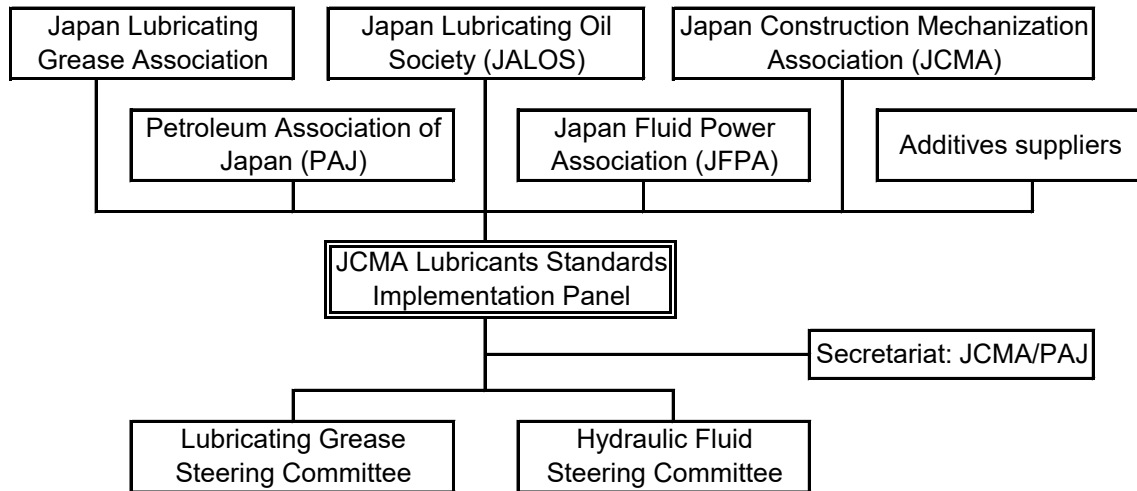 Japan Lubricating
Grease Association
Japan Lubricating Oil
Society (JALOS)
Japan Construction Mechanization
Association (JCMA)
Petroleum Association of
Japan (PAJ)
Japan Fluid Power
Association (JFPA)
Additives suppliers
JCMA Lubricants Standards
Implementation Panel
Secretariat: JCMA/PAJ
Lubricating Grease
Steering Committee
Hydraulic Fluid
Steering Committee